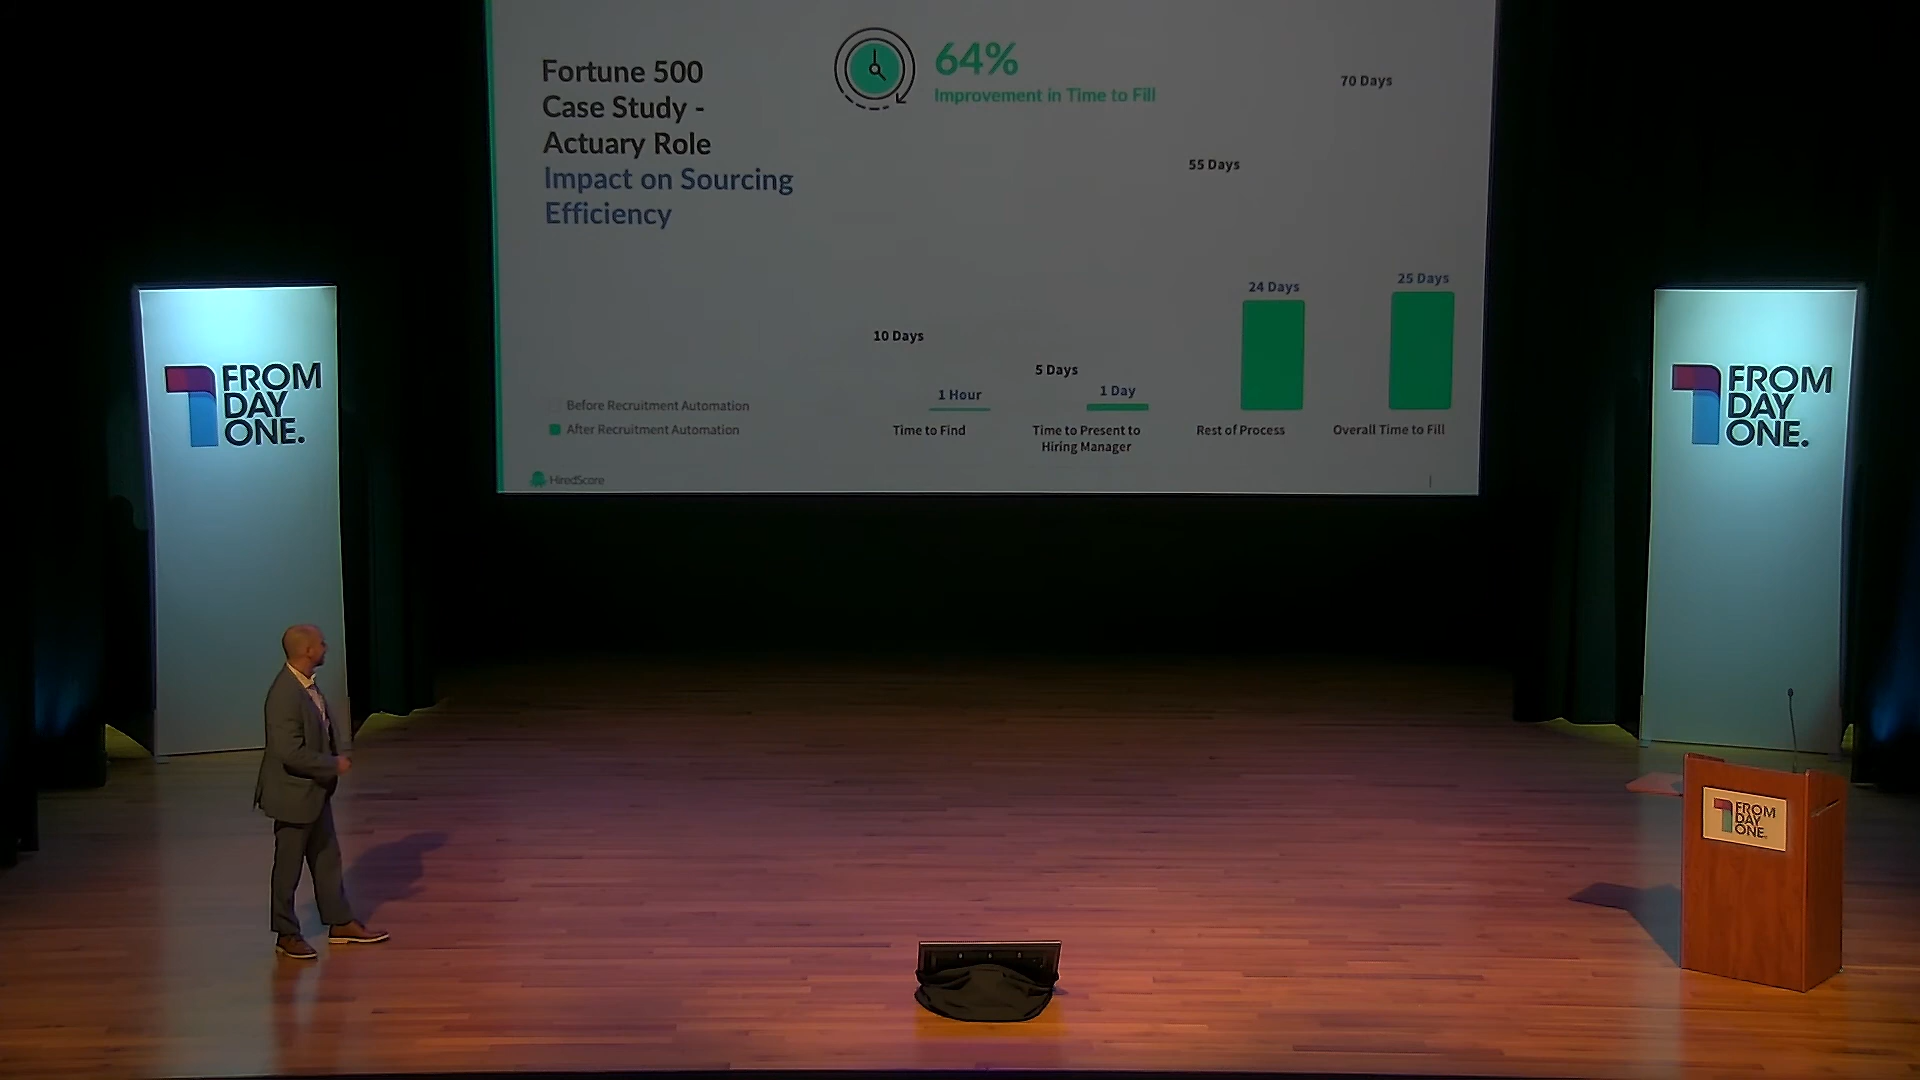 Fortune 500
Case Study -
Actuary Role
Impact on Sourcing
Efficiency
64%
Improvement in Time to Fill
70 Days
55 Days
24 Days
25 Days
10 Days
1 Hour
5 Days
1 Day
Before Recruitment Automation
After Recruitment Automation
Time to Find
Time to Present to
Hiring Manager
Rest of Process
Overall Time to Fill
HiredScore
FROM
DAY
ONE.
FROM
DAY
ONE.
FROM
DAY
ONE.